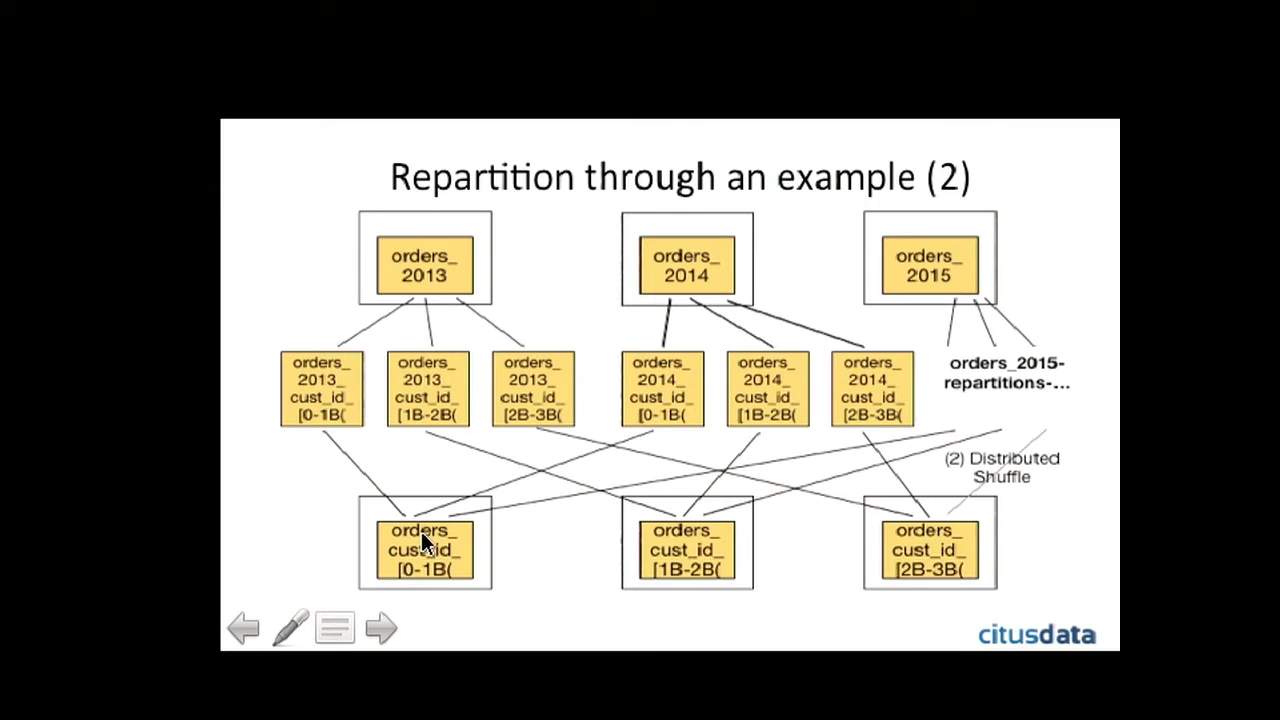 Repartition through an example (2)
orders_
2013
orders_
2014
orders_
2015
orders_
2013_
cust_id_
[0-1B(
orders_
2013_
cust_id_
[1B-2B(
orders_
2013_
cust_id_
[2B-3B(
orders_
2014_
cust_id_
[0-1B(
orders_
2014_
cust_id_
[1B-2B(
orders_
2014_
cust_id_
[2B-3B(
orders_2015-
repartitions-...
(2) Distributed
Shuffle
orders_
cust_id_
[0-1B(
orders_
cust_id_
[1B-2B(
orders_
cust_id_
[2B-3B(
citusdata